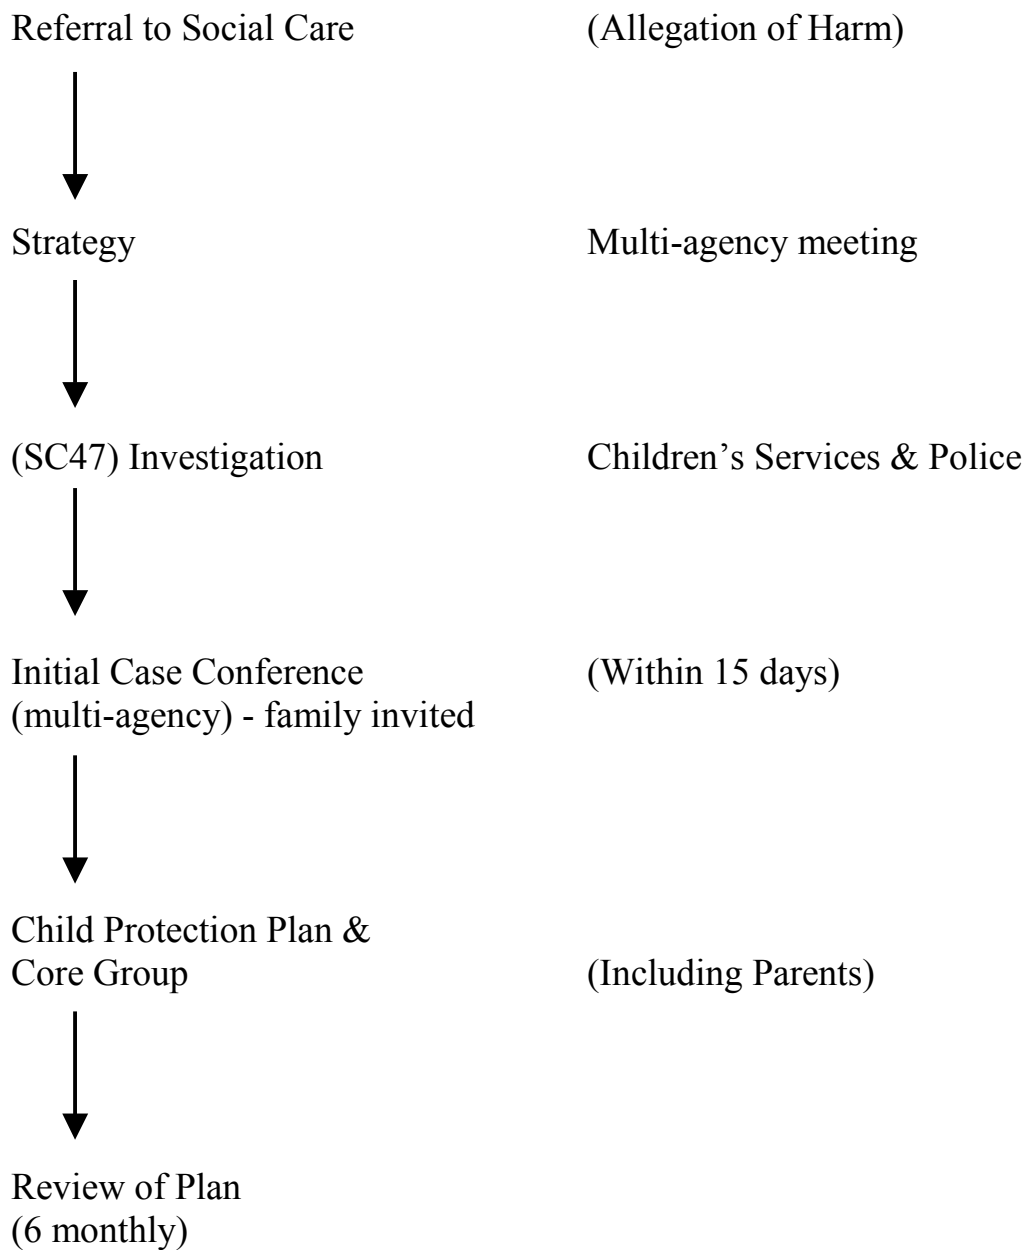 Referral to Social Care (Allegation of Harm)
Strategy Multi-agency meeting
(SC47) Investigation Children’s Services & Police
Initial Case Conference (Within 15 days)
(multi-agency) - family invited
Child Protection Plan &
Core Group (Including Parents)
Review of Plan
(6 monthly)